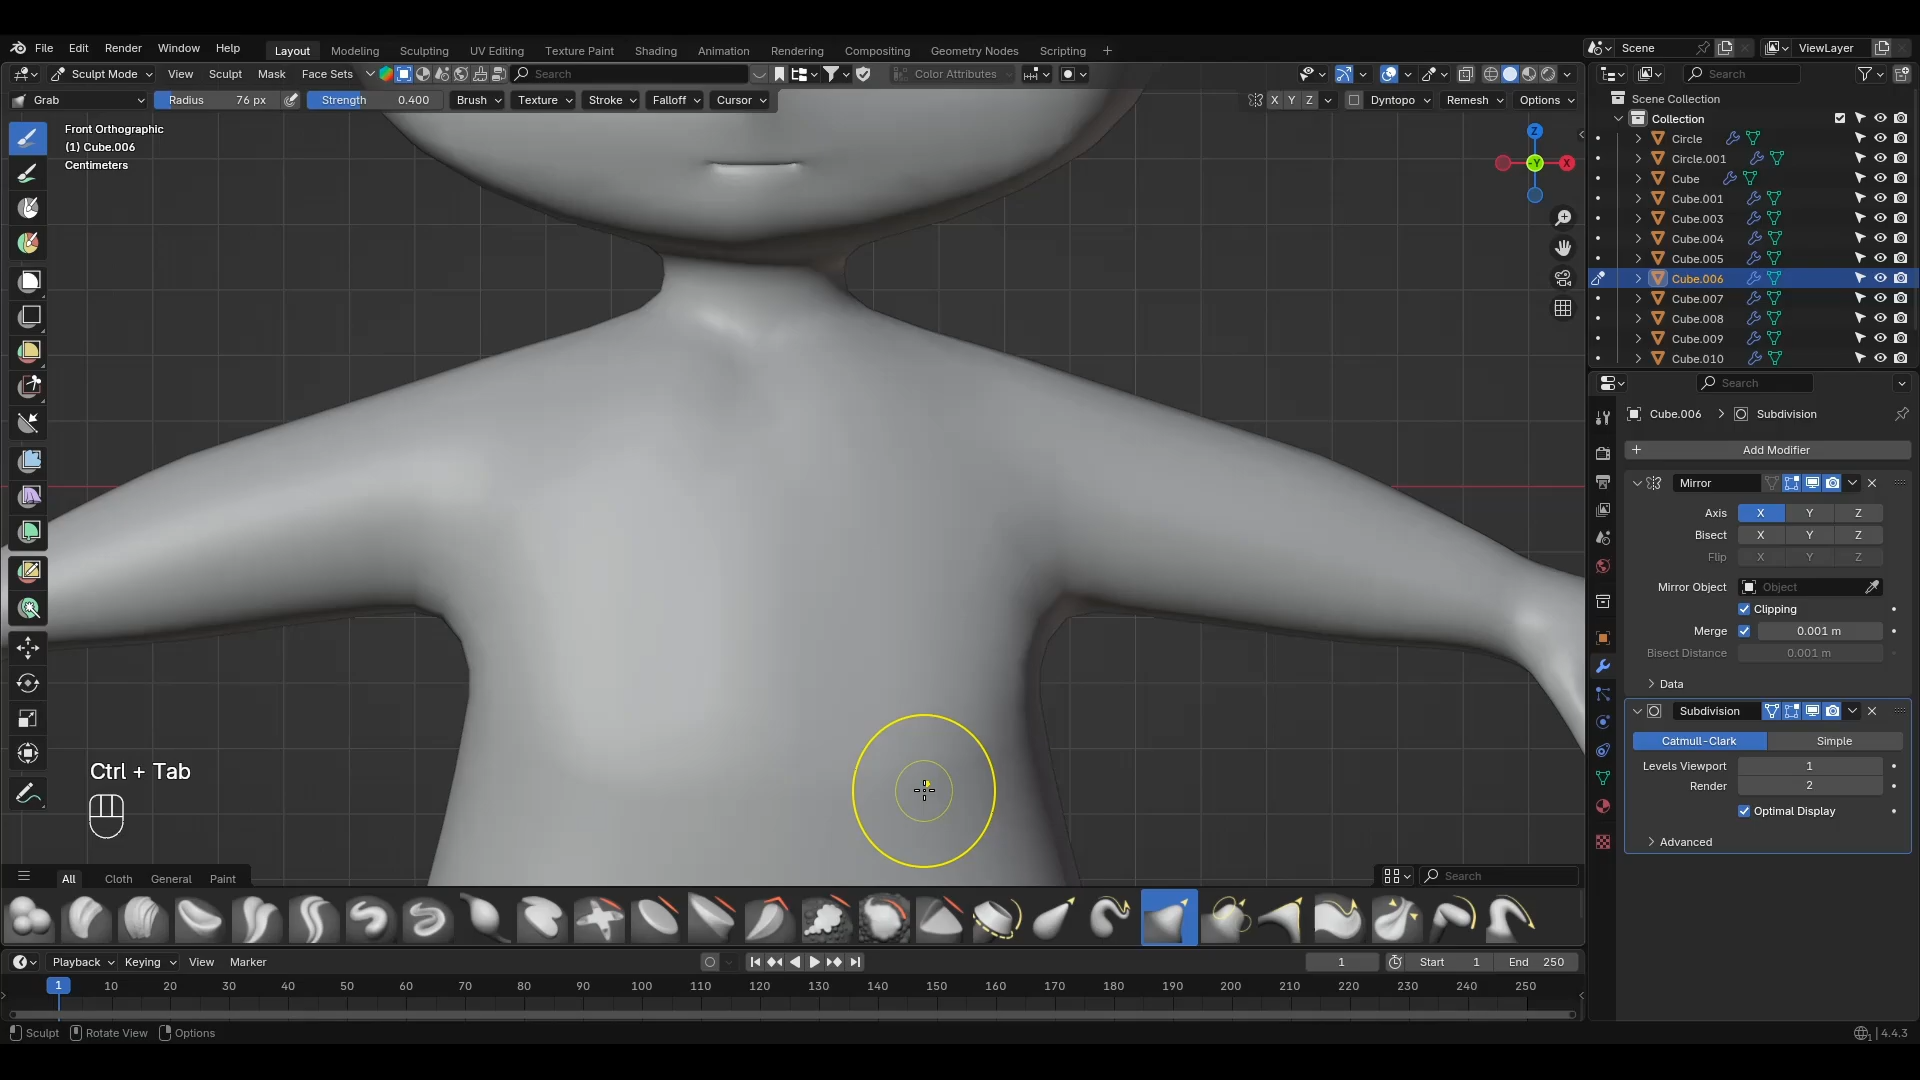 File Edit Render Window Help Layout Modeling Sculpting UV Editing Texture Paint Shading Animation Rendering Compositing Geometry Nodes Scripting + Scene ViewLayer
Sculpt Mode View Sculpt Mask Face Sets Search Color Attributes Search
Grab Radius 76 px Strength 0.400 Brush Texture Stroke Falloff Cursor X Y Z Dyntopo Remesh Options
Front Orthographic
(1) Cube.006
Centimeters
Z
-Y
X
Scene Collection
Collection
Circle
Circle.001
Cube
Cube.001
Cube.003
Cube.004
Cube.005
Cube.006
Cube.007
Cube.008
Cube.009
Cube.010
Search
Cube.006 > Subdivision
+ Add Modifier
Mirror
Axis X Y Z
Bisect X Y Z
Flip X Y Z
Mirror Object Object
Clipping
Merge 0.001 m
Bisect Distance 0.001 m
Data
Subdivision
Catmull-Clark Simple
Levels Viewport 1
Render 2
Optimal Display
Advanced
Ctrl + Tab
All Cloth General Paint Search
Playback Keying View Marker 1 Start 1 End 250
1 10 20 30 40 50 60 70 80 90 100 110 120 130 140 150 160 170 180 190 200 210 220 230 240 250
Sculpt Rotate View Options 4.4.3